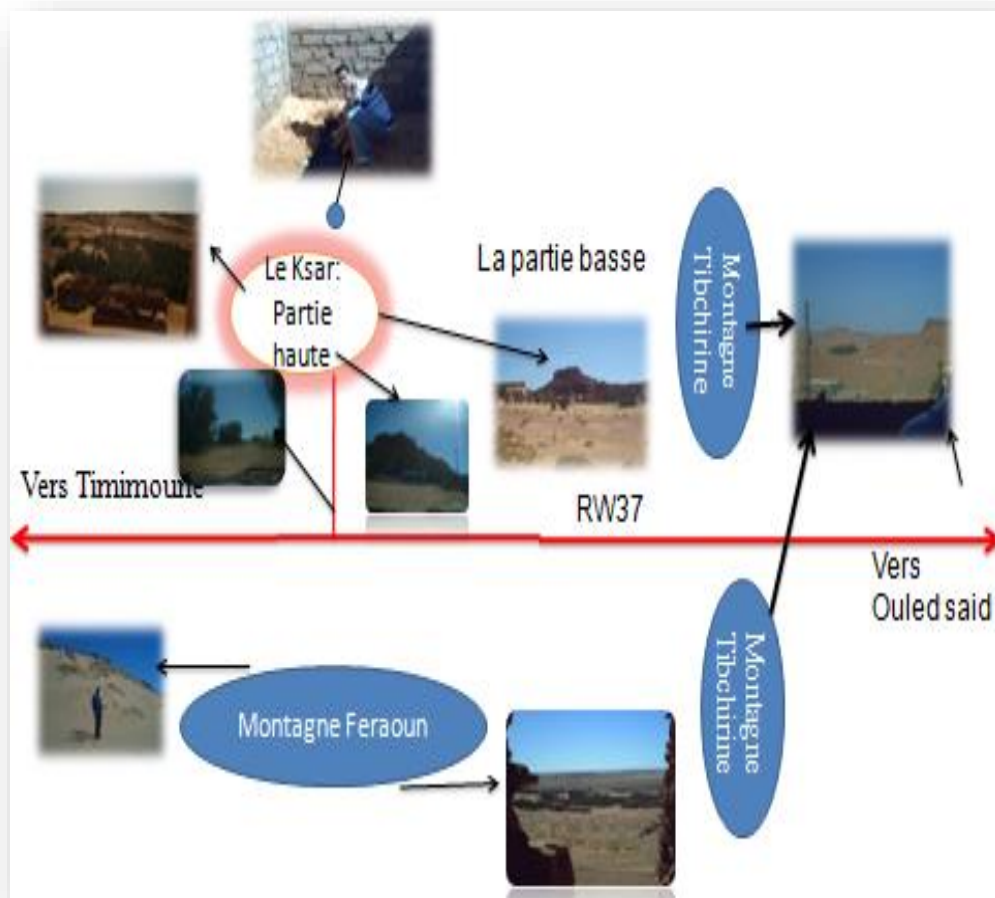 Le Ksar:
Partie
haute
La partie basse
Montagne
Tibchirine
Vers Timimoune
RW37
Vers
Ouled said
Montagne Feraoun
Montagne
Tibchirine